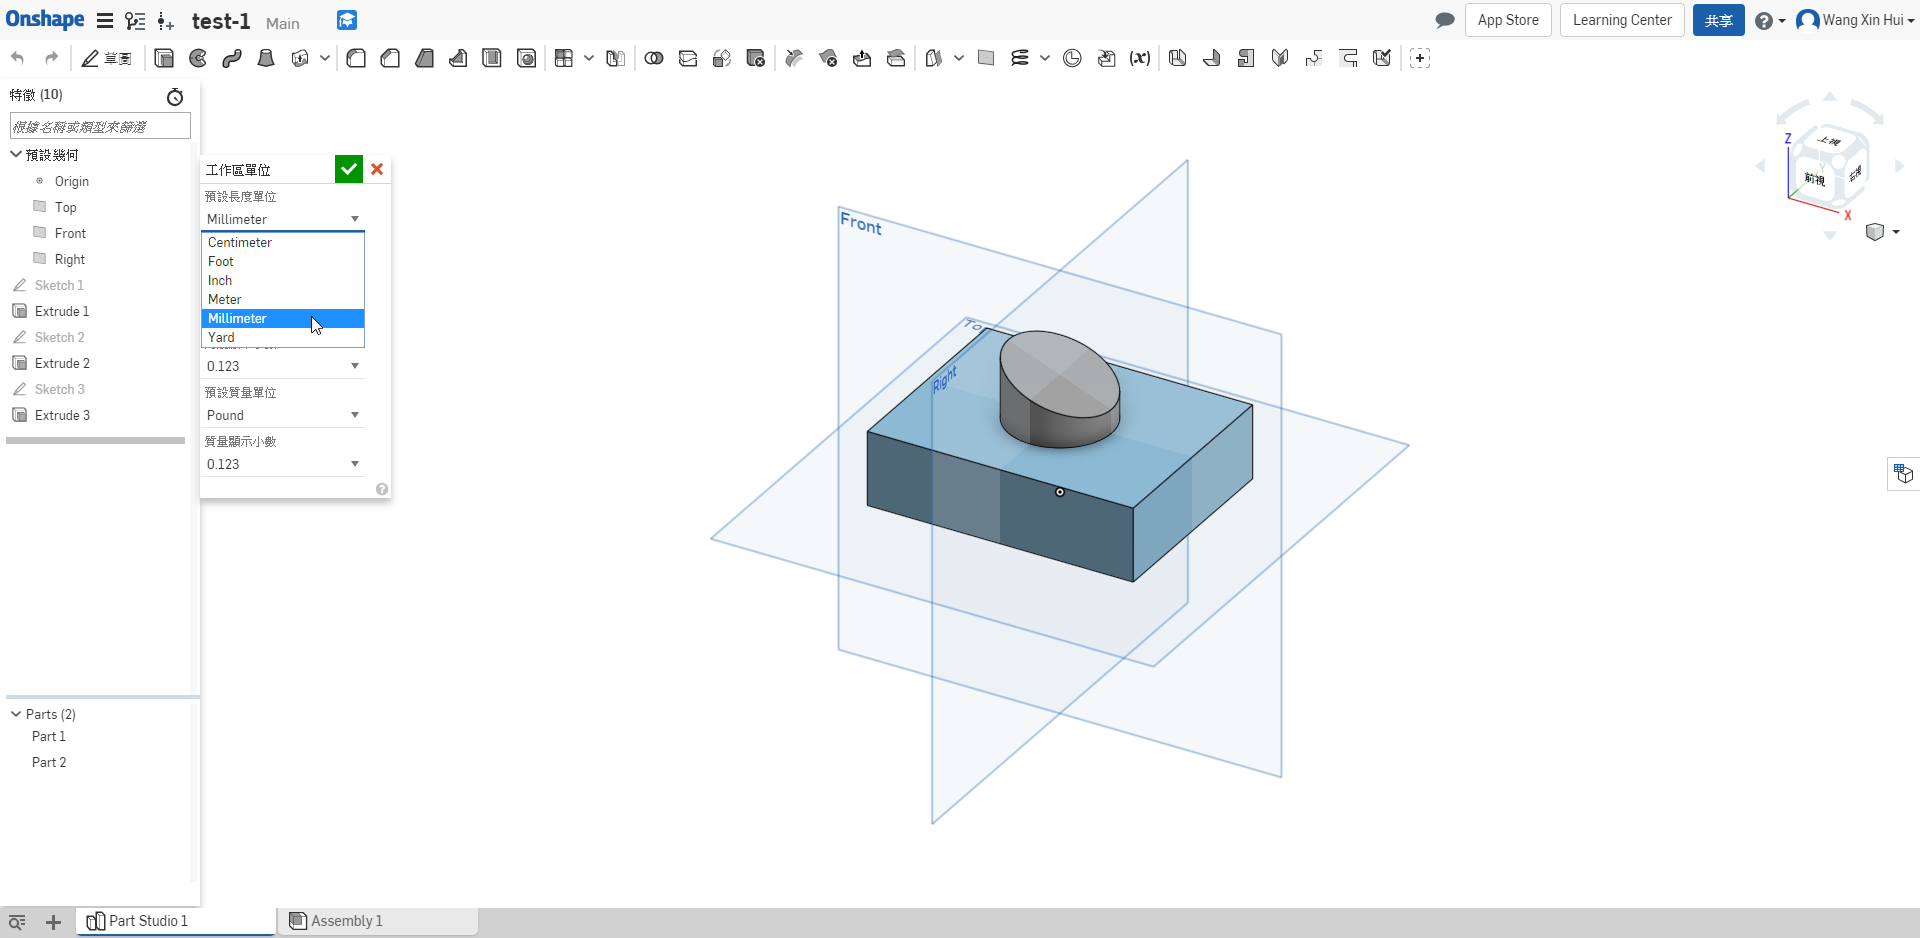 Onshape
test-1 Main
App Store
Learning Center
共享
Wang Xin Hui
草圖
特徵 (10)
根據名稱或類型來篩選
預設幾何
Origin
Top
Front
Right
Sketch 1
Extrude 1
Sketch 2
Extrude 2
Sketch 3
Extrude 3
工作區單位
預設長度單位
Millimeter
Centimeter
Foot
Inch
Meter
Millimeter
Yard
0.123
預設質量單位
Pound
質量顯示小數
0.123
Front
Right
Z
上視
前視
右視
Y
X
Parts (2)
Part 1
Part 2
Part Studio 1
Assembly 1